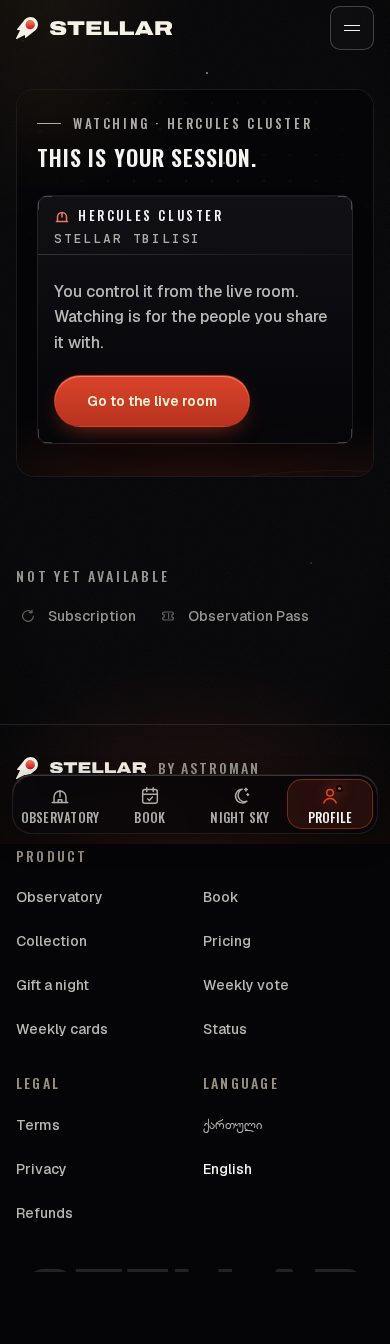 STELLAR
WATCHING · HERCULES CLUSTER
THIS IS YOUR SESSION.
HERCULES CLUSTER
STELLAR TBILISI
You control it from the live room.
Watching is for the people you share
it with.
Go to the live room
NOT YET AVAILABLE
Subscription Observation Pass
STELLAR BY ASTROMAN
OBSERVATORY BOOK NIGHT SKY PROFILE
PRODUCT
Observatory Book
Collection Pricing
Gift a night Weekly vote
Weekly cards Status
LEGAL LANGUAGE
Terms ქართული
Privacy English
Refunds